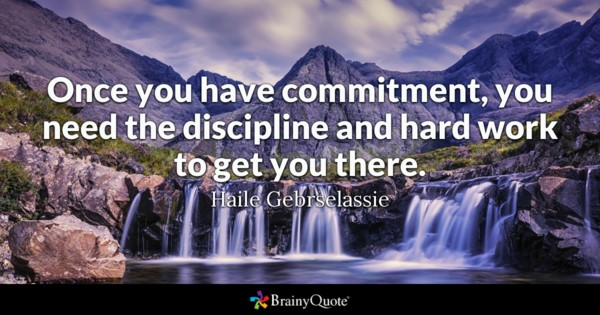 Once you have commitment, you
need the discipline and hard work
to get you there.
Haile Gebrselassie
BrainyQuote